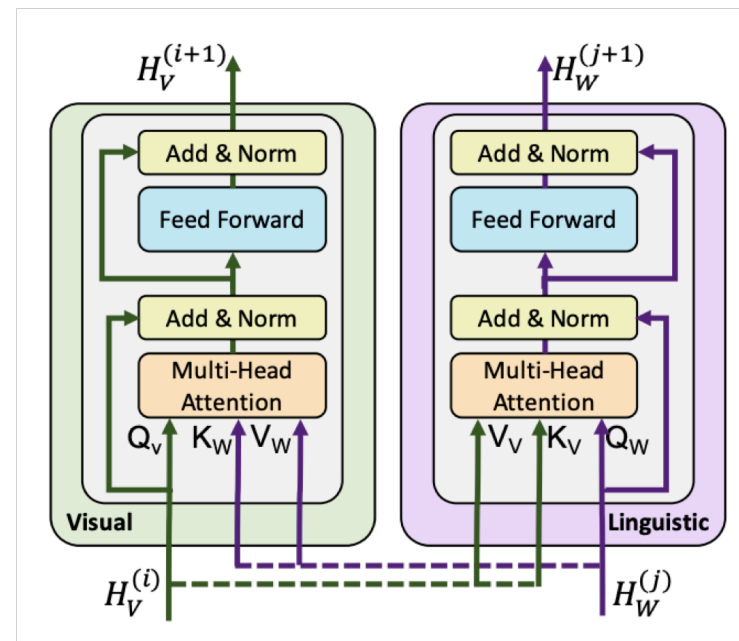 H_V^{(i+1)}
Add & Norm
Feed Forward
Add & Norm
Multi-Head
Attention
Q_v K_W V_W
Visual
H_V^{(i)}
H_W^{(j+1)}
Add & Norm
Feed Forward
Add & Norm
Multi-Head
Attention
V_V K_V Q_W
Linguistic
H_W^{(j)}